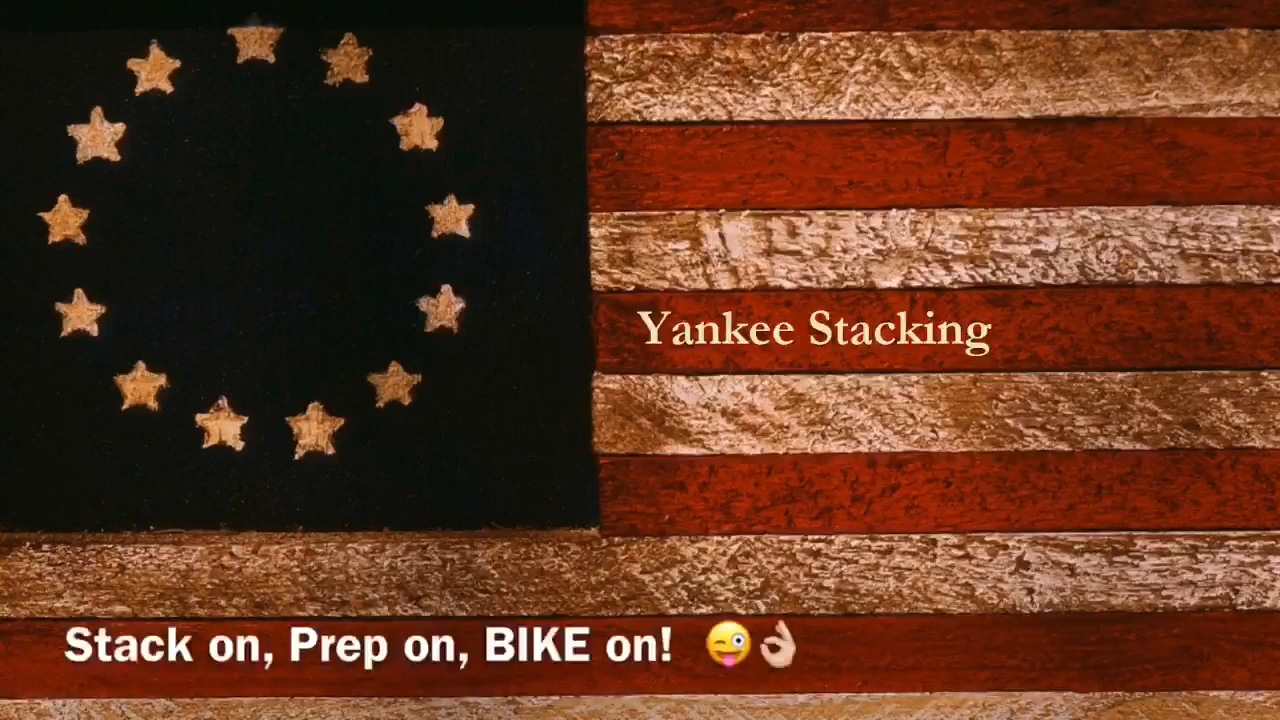 Yankee Stacking
Stack on, Prep on, BIKE on! 😜👌🏻